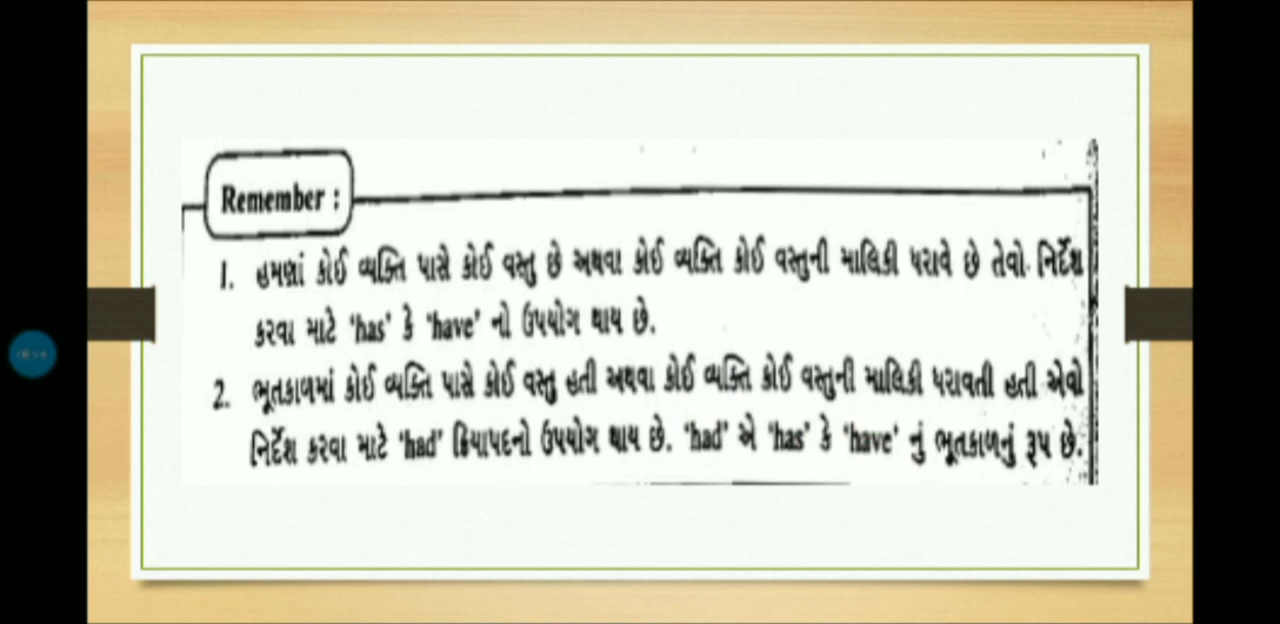 Remember :
1. હમણાં કોઈ વ્યક્તિ પાસે કોઈ વસ્તુ છે અથવા કોઈ વ્યક્તિ કોઈ વસ્તુની માલિકી ધરાવે છે તેવો નિર્દેશ
કરવા માટે 'has' કે 'have' નો ઉપયોગ થાય છે.
2. ભૂતકાળમાં કોઈ વ્યક્તિ પાસે કોઈ વસ્તુ હતી અથવા કોઈ વ્યક્તિ કોઈ વસ્તુની માલિકી ધરાવતી હતી એવો
નિર્દેશ કરવા માટે 'had' ક્રિયાપદનો ઉપયોગ થાય છે. 'had' એ 'has' કે 'have' નું ભૂતકાળનું રૂપ છે.